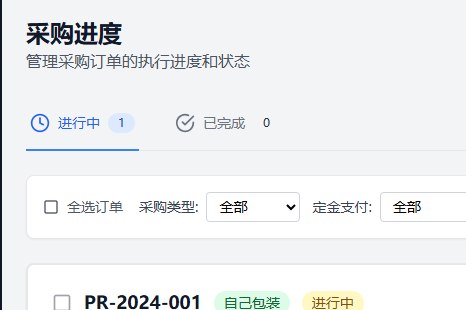 采购进度
管理采购订单的执行进度和状态
进行中 1 已完成 0
全选订单 采购类型: 全部 定金支付: 全部
PR-2024-001 自己包装 进行中